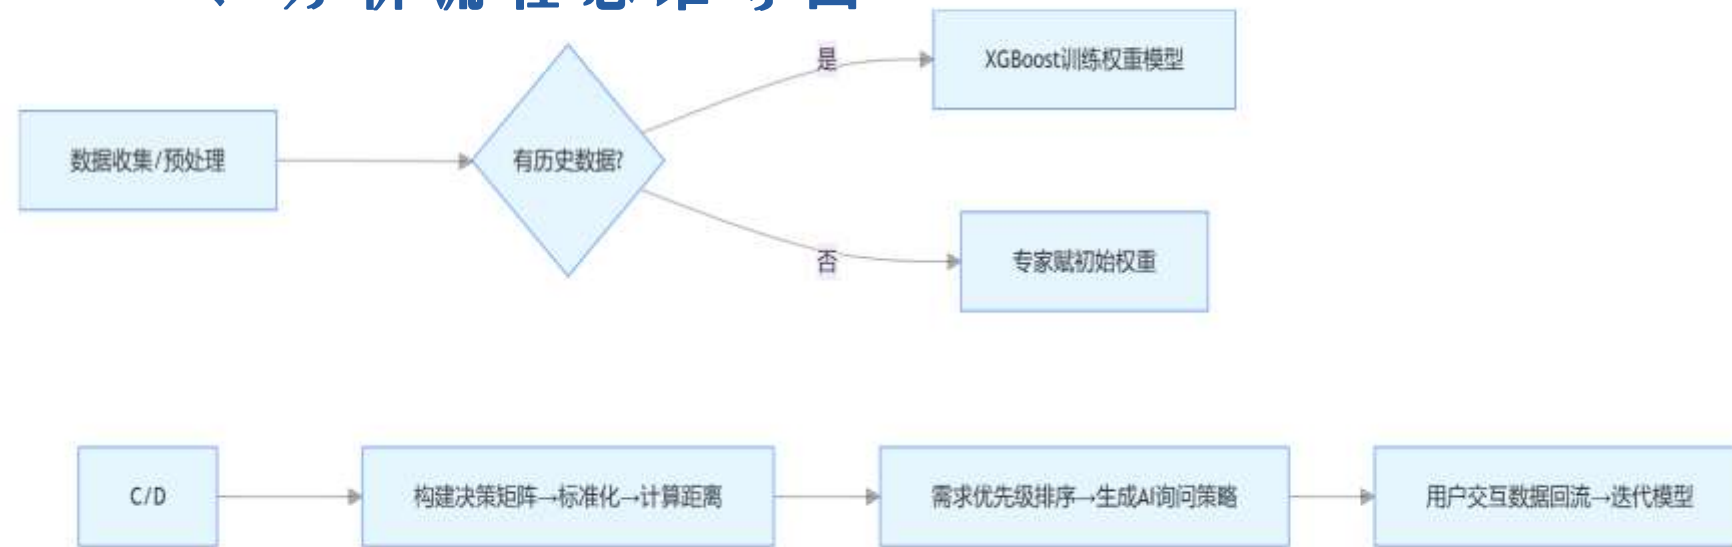 是
XGBoost训练权重模型
数据收集/预处理
有历史数据?
否
专家赋初始权重
C/D
构建决策矩阵→标准化→计算距离
需求优先级排序→生成AI询问策略
用户交互数据回流→迭代模型